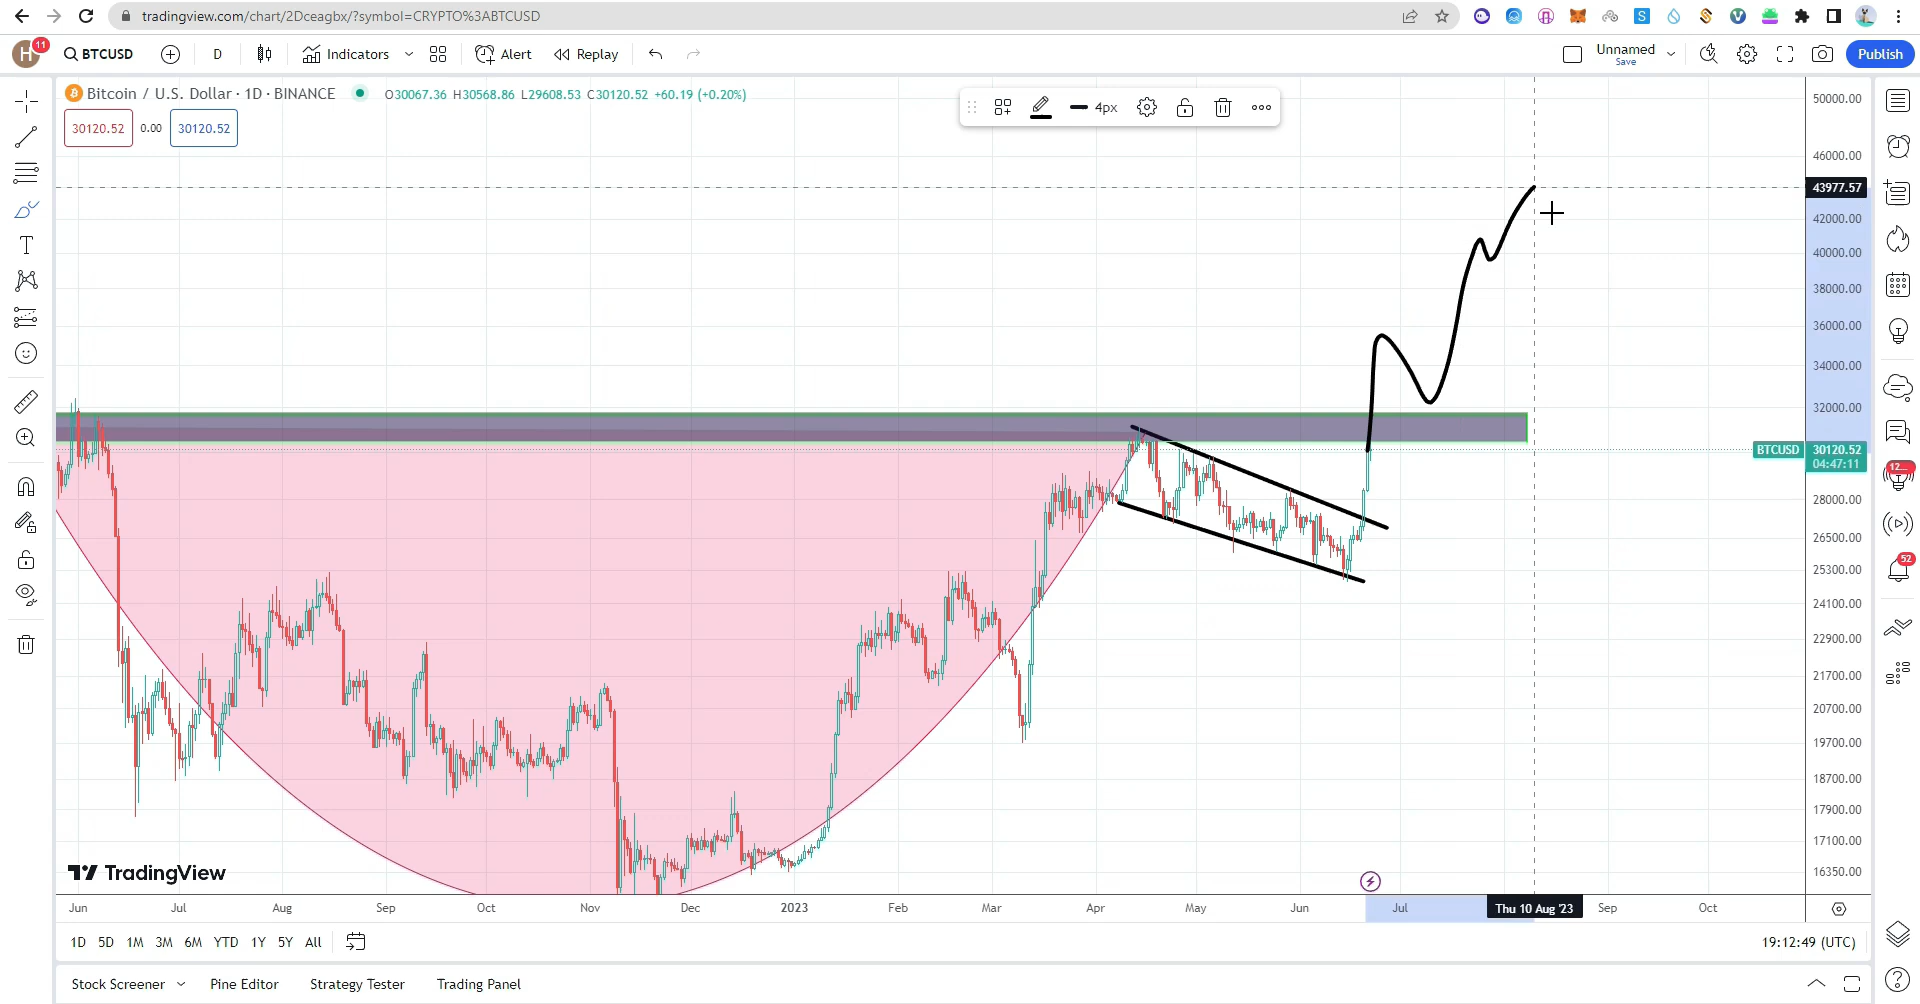 tradingview.com/chart/2Dceagbx/?symbol=CRYPTO%3ABTCUSD
H 11 BTCUSD D Indicators Alert Replay Unnamed Save Publish
Bitcoin / U.S. Dollar · 1D · BINANCE O30067.36 H30568.86 L29608.53 C30120.52 +60.19 (+0.20%)
30120.52 0.00 30120.52
4px
50000.00
46000.00
43977.57
42000.00
40000.00
38000.00
36000.00
34000.00
32000.00
BTCUSD 30120.52
04:47:11
28000.00
26500.00
25300.00
24100.00
22900.00
21700.00
20700.00
19700.00
18700.00
17900.00
17100.00
16350.00
12...
52
TradingView
Jun Jul Aug Sep Oct Nov Dec 2023 Feb Mar Apr May Jun Jul Thu 10 Aug '23 Sep Oct
1D 5D 1M 3M 6M YTD 1Y 5Y All 19:12:49 (UTC)
Stock Screener Pine Editor Strategy Tester Trading Panel